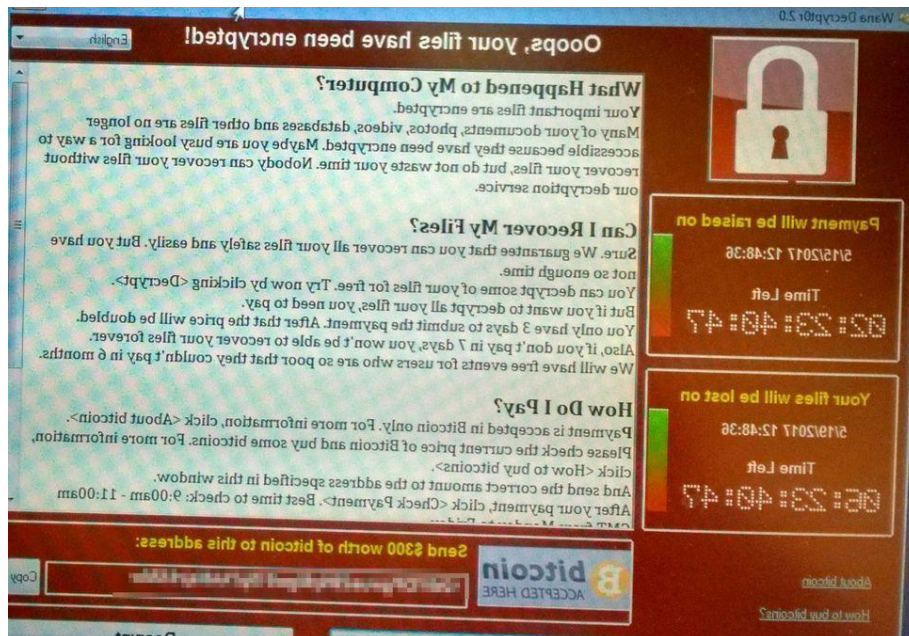 Wana Decrypt0r 2.0
Ooops, your files have been encrypted!
English
Payment will be raised on
5/15/2017 12:48:36
Time Left
02:23:40:47
Your files will be lost on
5/19/2017 12:48:36
Time Left
06:23:40:47
About bitcoin
How to buy bitcoins?
What Happened to My Computer?
Your important files are encrypted.
Many of your documents, photos, videos, databases and other files are no longer
accessible because they have been encrypted. Maybe you are busy looking for a way to
recover your files, but do not waste your time. Nobody can recover your files without
our decryption service.
Can I Recover My Files?
Sure. We guarantee that you can recover all your files safely and easily. But you have
not so enough time.
You can decrypt some of your files for free. Try now by clicking <Decrypt>.
But if you want to decrypt all your files, you need to pay.
You only have 3 days to submit the payment. After that the price will be doubled.
Also, if you don't pay in 7 days, you won't be able to recover your files forever.
We will have free events for users who are so poor that they couldn't pay in 6 months.
How Do I Pay?
Payment is accepted in Bitcoin only. For more information, click <About bitcoin>.
Please check the current price of Bitcoin and buy some bitcoins. For more information,
click <How to buy bitcoins>.
And send the correct amount to the address specified in this window.
After your payment, click <Check Payment>. Best time to check: 9:00am - 11:00am
bitcoin
ACCEPTED HERE
Send $300 worth of bitcoin to this address:
Copy